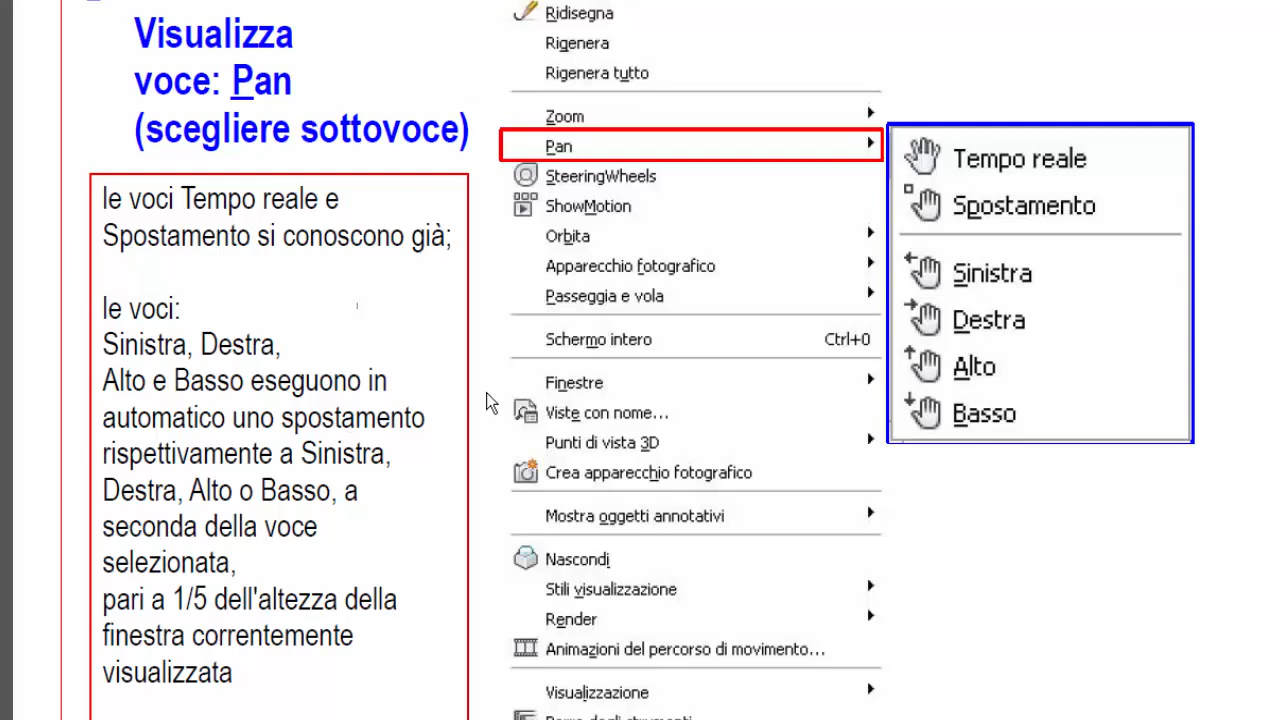 Visualizza
voce: Pan
(scegliere sottovoce)
le voci Tempo reale e
Spostamento si conoscono già;
le voci:
Sinistra, Destra,
Alto e Basso eseguono in
automatico uno spostamento
rispettivamente a Sinistra,
Destra, Alto o Basso, a
seconda della voce
selezionata,
pari a 1/5 dell'altezza della
finestra correntemente
visualizzata
Ridisegna
Rigenera
Rigenera tutto
Zoom
Pan
SteeringWheels
ShowMotion
Orbita
Apparecchio fotografico
Passeggia e vola
Schermo intero Ctrl+0
Finestre
Viste con nome...
Punti di vista 3D
Crea apparecchio fotografico
Mostra oggetti annotativi
Nascondi
Stili visualizzazione
Render
Animazioni del percorso di movimento...
Visualizzazione
Tempo reale
Spostamento
Sinistra
Destra
Alto
Basso